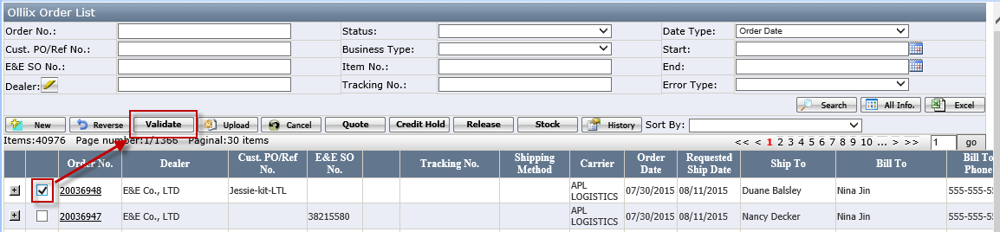 Olliix Order List
Order No.: Status: Date Type: Order Date
Cust. PO/Ref No.: Business Type: Start:
E&E SO No.: Item No.: End:
Dealer: Tracking No.: Error Type:
Search All Info. Excel
New Reverse Validate Upload Cancel Quote Credit Hold Release Stock History Sort By:
Items:40976 Page number:1/1366 Paginal:30 items << < 1 2 3 4 5 6 7 8 9 10 ... > >> 1 go
Order No. Dealer Cust. PO/Ref No. E&E SO No. Tracking No. Shipping Method Carrier Order Date Requested Ship Date Ship To Bill To Bill To Phone
20036948 E&E Co., LTD Jessie-kit-LTL APL LOGISTICS 07/30/2015 08/11/2015 Duane Balsley Nina Jin 555-555-5
20036947 E&E Co., LTD 38215580 APL LOGISTICS 07/30/2015 08/11/2015 Nancy Decker Nina Jin 555-555-5